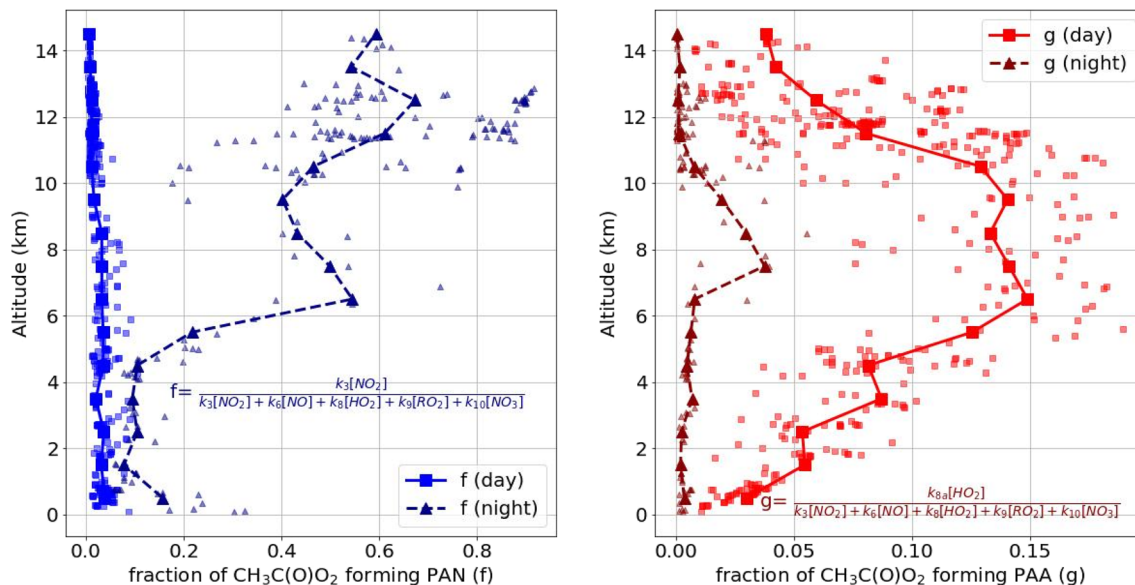 14
12
10
8
6
4
2
0
Altitude (km)
f= k₃[NO₂] / k₃[NO₂]+k₆[NO]+k₈[HO₂]+k₉[RO₂]+k₁₀[NO₃]
f (day)
f (night)
0.0 0.2 0.4 0.6 0.8
fraction of CH₃C(O)O₂ forming PAN (f)
g (day)
g (night)
14
12
10
8
6
4
2
0
Altitude (km)
g= k₈ₐ[HO₂] / k₃[NO₂]+k₆[NO]+k₈[HO₂]+k₉[RO₂]+k₁₀[NO₃]
0.00 0.05 0.10 0.15
fraction of CH₃C(O)O₂ forming PAA (g)